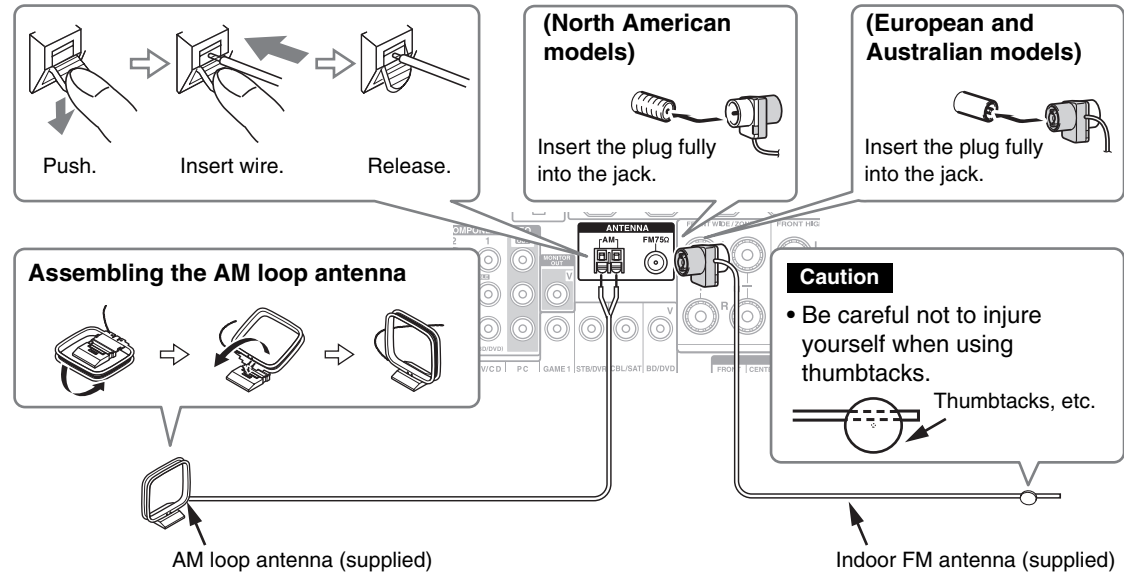 (North American
models)
Insert the plug fully
into the jack.
(European and
Australian models)
Insert the plug fully
into the jack.
Push.
Insert wire.
Release.
ANTENNA
AM
FM75Ω
MONITOR
OUT
V
V
R
2
1
PC
GAME 1
STB/DVR
CBL/SAT
BD/DVD
FRONT
Assembling the AM loop antenna
Caution
• Be careful not to injure
yourself when using
thumbtacks.
Thumbtacks, etc.
AM loop antenna (supplied)
Indoor FM antenna (supplied)